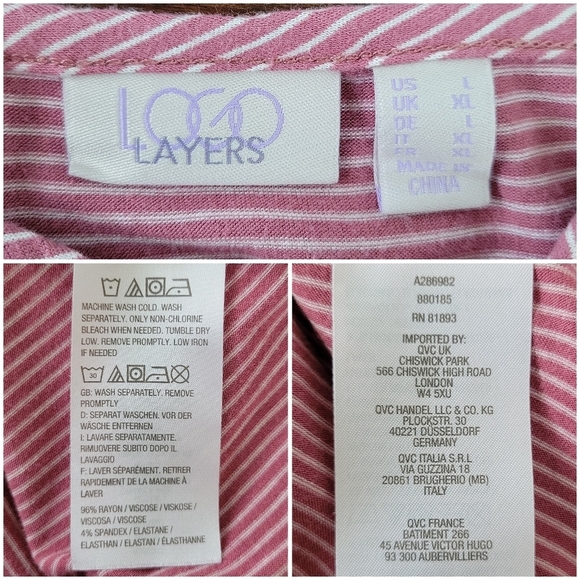 LOGO
LAYERS
US L
UK XL
DE L
IT XL
FR XL
MADE IN
CHINA
MACHINE WASH COLD. WASH
SEPARATELY. ONLY NON-CHLORINE
BLEACH WHEN NEEDED. TUMBLE DRY
LOW. REMOVE PROMPTLY. LOW IRON
IF NEEDED
30
GB: WASH SEPARATELY. REMOVE
PROMPTLY
D: SEPARAT WASCHEN. VOR DER
WÄSCHE ENTFERNEN
I: LAVARE SEPARATAMENTE.
RIMUOVERE SUBITO DOPO IL
LAVAGGIO
F: LAVER SÉPARÉMENT. RETIRER
RAPIDEMENT DE LA MACHINE À
LAVER
96% RAYON / VISCOSE / VISKOSE /
VISCOSA / VISCOSE
4% SPANDEX / ELASTANE /
ELASTHAN / ELASTAN / ÉLASTHANNE
A286982
880185
RN 81893
IMPORTED BY:
QVC UK
CHISWICK PARK
566 CHISWICK HIGH ROAD
LONDON
W4 5XU
QVC HANDEL LLC & CO. KG
PLOCKSTR. 30
40221 DÜSSELDORF
GERMANY
QVC ITALIA S.R.L
VIA GUZZINA 18
20861 BRUGHERIO (MB)
ITALY
QVC FRANCE
BATIMENT 266
45 AVENUE VICTOR HUGO
93 300 AUBERVILLIERS